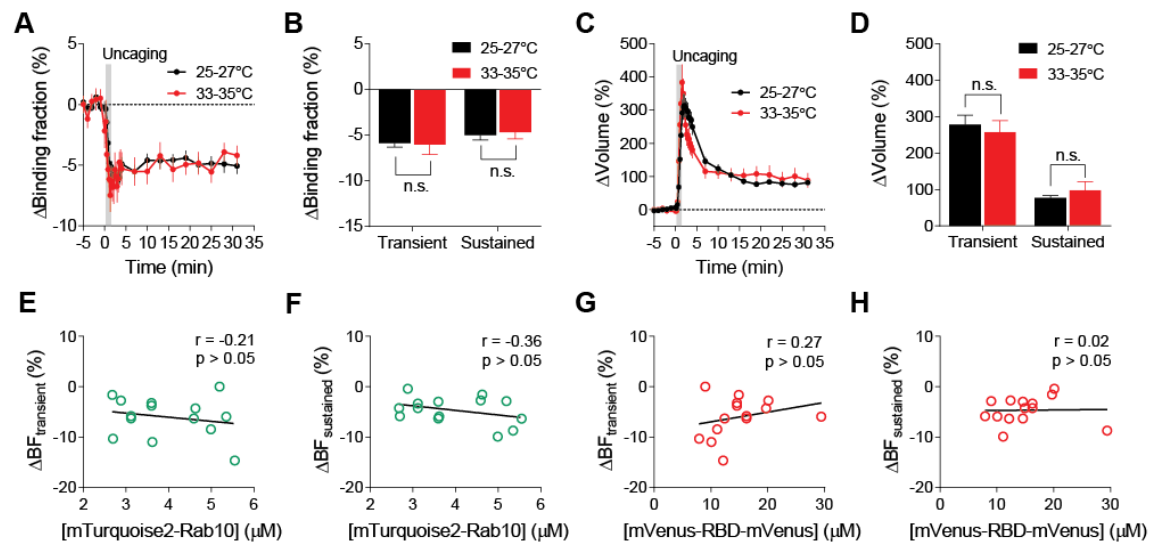 A
Uncaging
25-27°C
33-35°C
ΔBinding fraction (%)
5
0
-5
-10
-5 0 5 10 15 20 25 30 35
Time (min)
B
25-27°C
33-35°C
ΔBinding fraction (%)
5
0
-5
-10
-15
n.s.
n.s.
Transient Sustained
C
Uncaging
25-27°C
33-35°C
ΔVolume (%)
500
400
300
200
100
0
-5 0 5 10 15 20 25 30 35
Time (min)
D
25-27°C
33-35°C
ΔVolume (%)
500
400
300
200
100
0
n.s.
n.s.
Transient Sustained
E
r = -0.21
p > 0.05
ΔBFtransient (%)
10
0
-10
-20
2 3 4 5 6
[mTurquoise2-Rab10] (μM)
F
r = -0.36
p > 0.05
ΔBFsustained (%)
10
0
-10
-20
2 3 4 5 6
[mTurquoise2-Rab10] (μM)
G
r = 0.27
p > 0.05
ΔBFtransient (%)
10
0
-10
-20
0 10 20 30
[mVenus-RBD-mVenus] (μM)
H
r = 0.02
p > 0.05
ΔBFsustained (%)
10
0
-10
-20
0 10 20 30
[mVenus-RBD-mVenus] (μM)